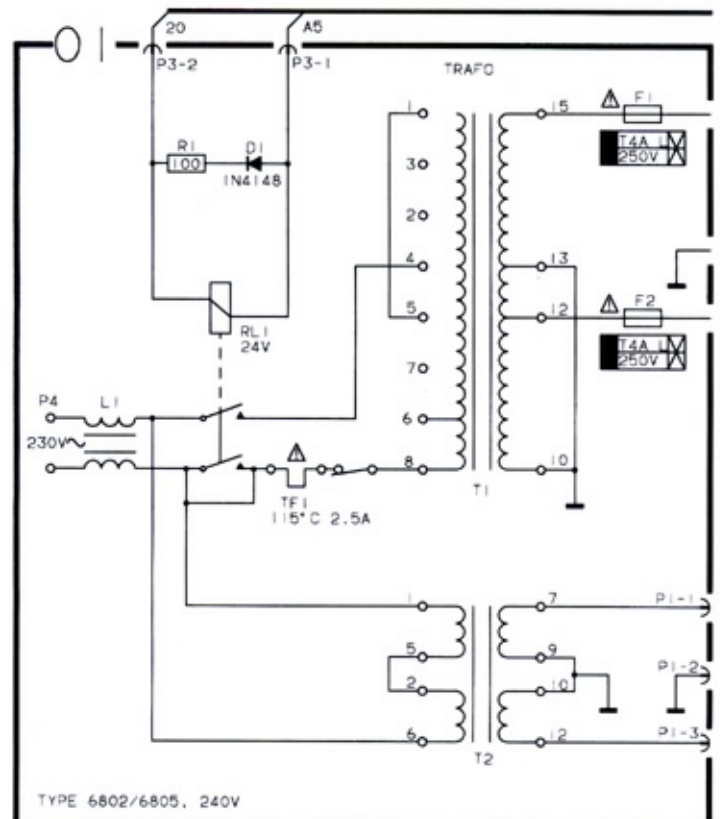 20
A5
P3-2
P3-1
TRAFO
R1
100
D1
1N4148
1
3
2
4
5
7
6
8
15
13
12
10
T1
F1
T4A L
250V
F2
T4A L
250V
RL1
24V
P4
L1
230V~
TF1
115°C 2.5A
1
5
2
6
7
9
10
12
T2
P1-1
P1-2
P1-3
TYPE 6802/6805, 240V